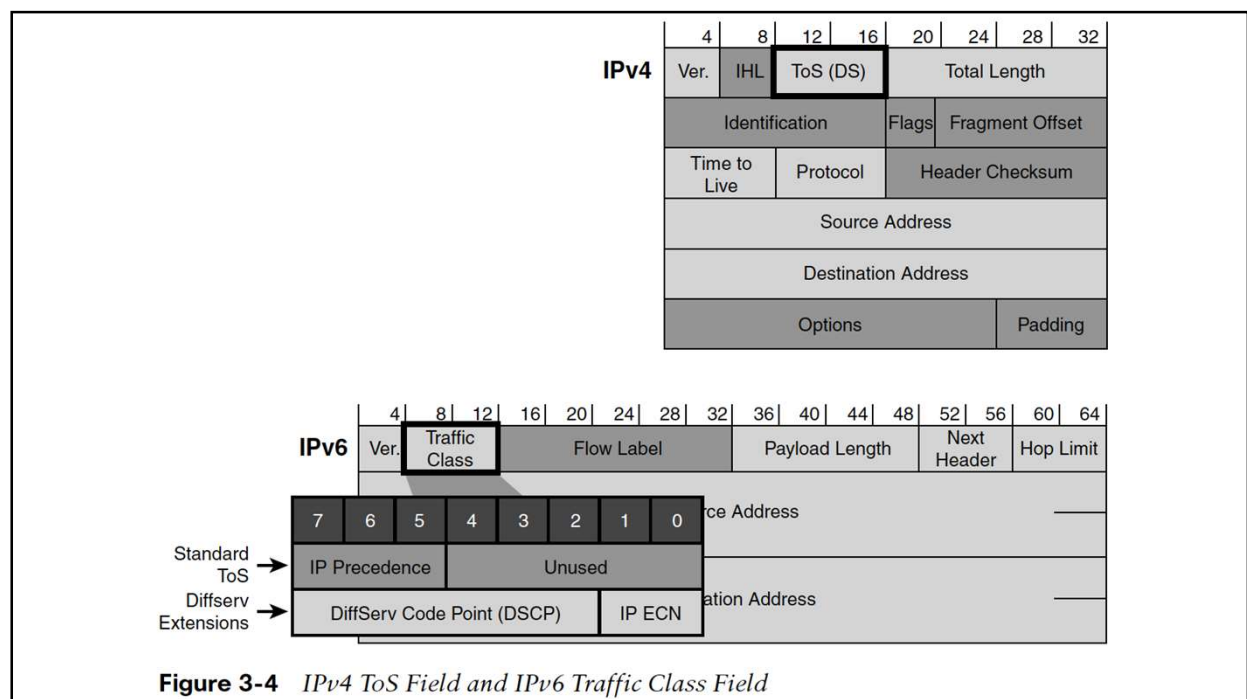 4 8 12 16 20 24 28 32
IPv4 Ver. IHL ToS (DS) Total Length
Identification Flags Fragment Offset
Time to Live Protocol Header Checksum
Source Address
Destination Address
Options Padding
4 8 12 16 20 24 28 32 36 40 44 48 52 56 60 64
IPv6 Ver. Traffic Class Flow Label Payload Length Next Header Hop Limit
7 6 5 4 3 2 1 0
rce Address
Standard ToS IP Precedence Unused
Diffserv Extensions DiffServ Code Point (DSCP) IP ECN
ation Address
Figure 3-4 IPv4 ToS Field and IPv6 Traffic Class Field